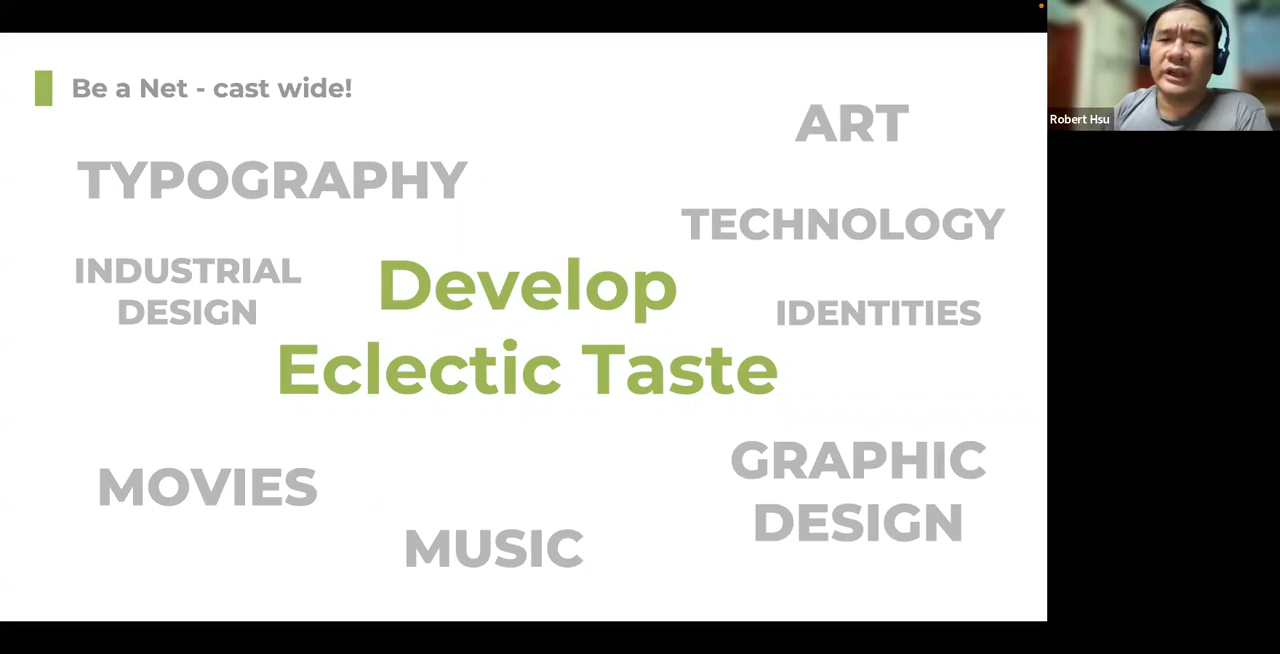 Be a Net - cast wide!
ART
TYPOGRAPHY
TECHNOLOGY
INDUSTRIAL
DESIGN
Develop
IDENTITIES
Eclectic Taste
GRAPHIC
DESIGN
MOVIES
MUSIC
Robert Hsu